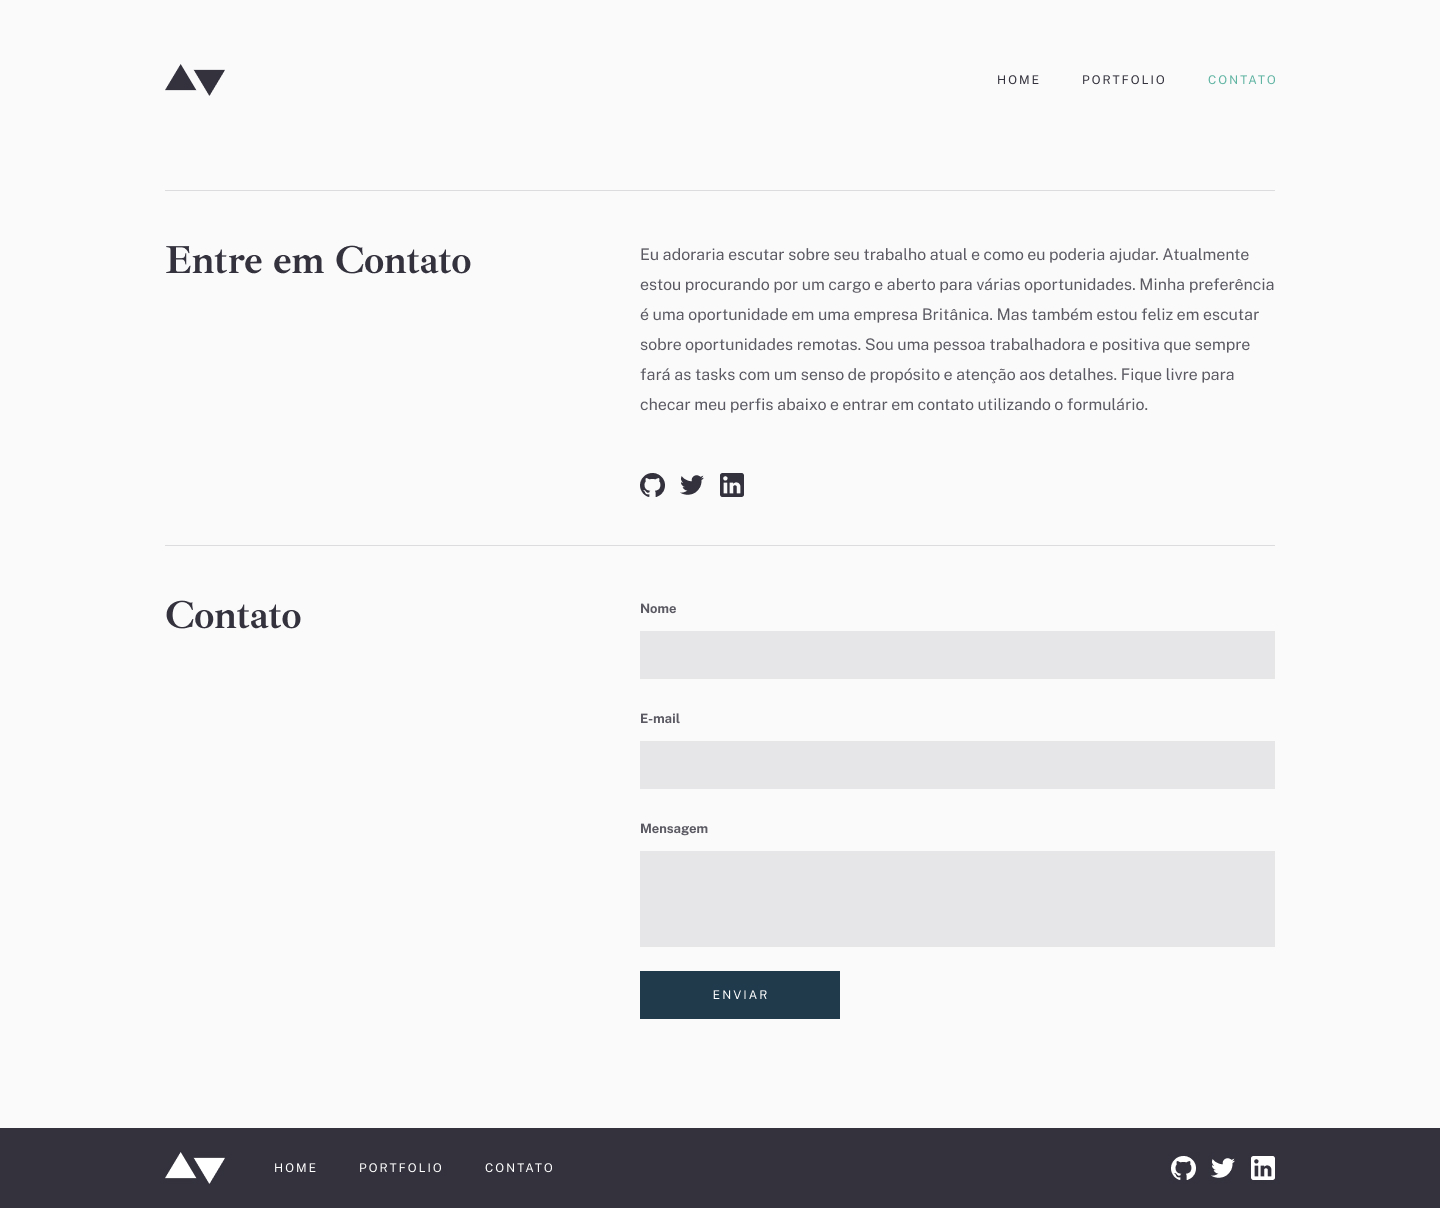 HOME PORTFOLIO CONTATO
Entre em Contato
Eu adoraria escutar sobre seu trabalho atual e como eu poderia ajudar. Atualmente
estou procurando por um cargo e aberto para várias oportunidades. Minha preferência
é uma oportunidade em uma empresa Britânica. Mas também estou feliz em escutar
sobre oportunidades remotas. Sou uma pessoa trabalhadora e positiva que sempre
fará as tasks com um senso de propósito e atenção aos detalhes. Fique livre para
checar meu perfis abaixo e entrar em contato utilizando o formulário.
Contato
Nome
E-mail
Mensagem
ENVIAR
HOME PORTFOLIO CONTATO